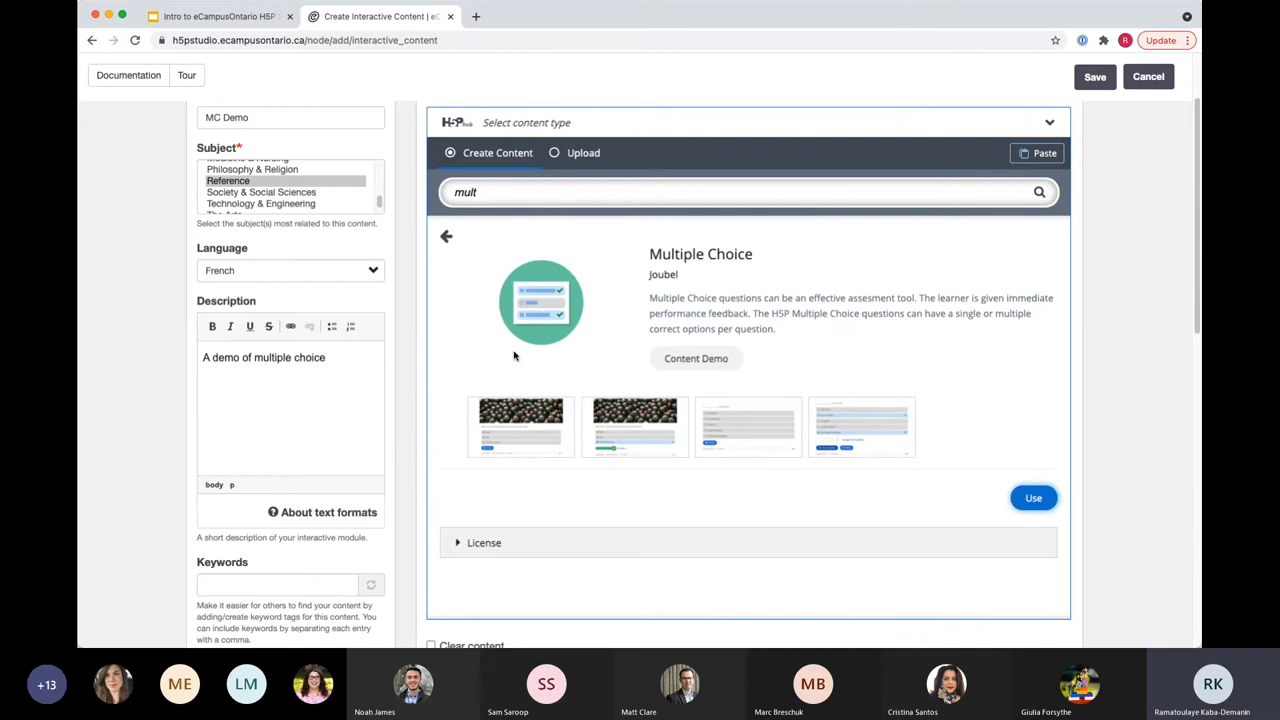 Intro to eCampusOntario H5P
Create Interactive Content | eC
h5pstudio.ecampusontario.ca/node/add/interactive_content
R
Update
Documentation
Tour
Save
Cancel
MC Demo
Subject*
Philosophy & Religion
Reference
Society & Social Sciences
Technology & Engineering
The Arts
Select the subject(s) most related to this content.
Language
French
Description
B I U S
A demo of multiple choice
body p
About text formats
A short description of your interactive module.
Keywords
Make it easier for others to find your content by
adding/create keyword tags for this content. You
can include keywords by separating each entry
with a comma.
H5P hub Select content type
Create Content
Upload
Paste
mult
Multiple Choice
Joubel
Multiple Choice questions can be an effective assesment tool. The learner is given immediate
performance feedback. The H5P Multiple Choice questions can have a single or multiple
correct options per question.
Content Demo
Use
License
Clear content
+13
ME
LM
Noah James
SS
Sam Saroop
Matt Clare
MB
Marc Breschuk
Cristina Santos
Giulia Forsythe
RK
Ramatoulaye Kaba-Demanin